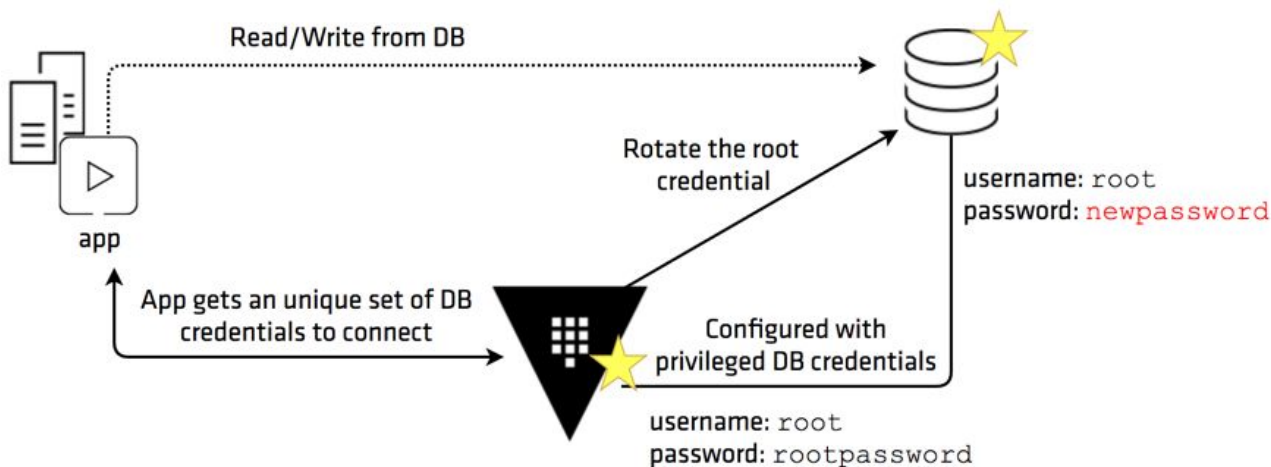 Read/Write from DB
Rotate the root
credential
username: root
password: newpassword
app
App gets an unique set of DB
credentials to connect
Configured with
privileged DB credentials
username: root
password: rootpassword